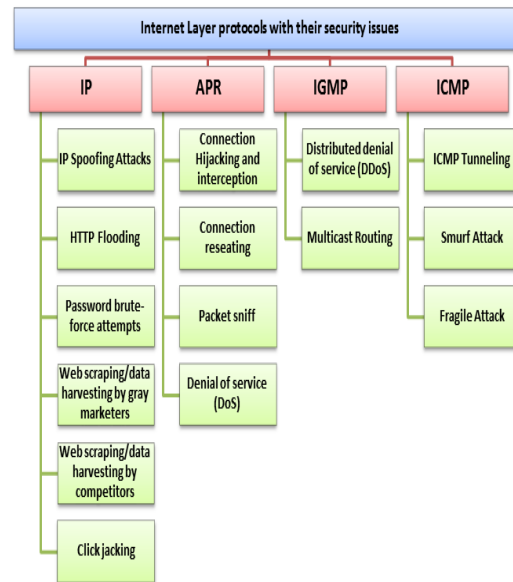 Internet Layer protocols with their security issues
IP
APR
IGMP
ICMP
IP Spoofing Attacks
HTTP Flooding
Password brute-
force attempts
Web scraping/data
harvesting by gray
marketers
Web scraping/data
harvesting by
competitors
Click jacking
Connection
Hijacking and
interception
Connection
reseating
Packet sniff
Denial of service
(DoS)
Distributed denial
of service (DDoS)
Multicast Routing
ICMP Tunneling
Smurf Attack
Fragile Attack